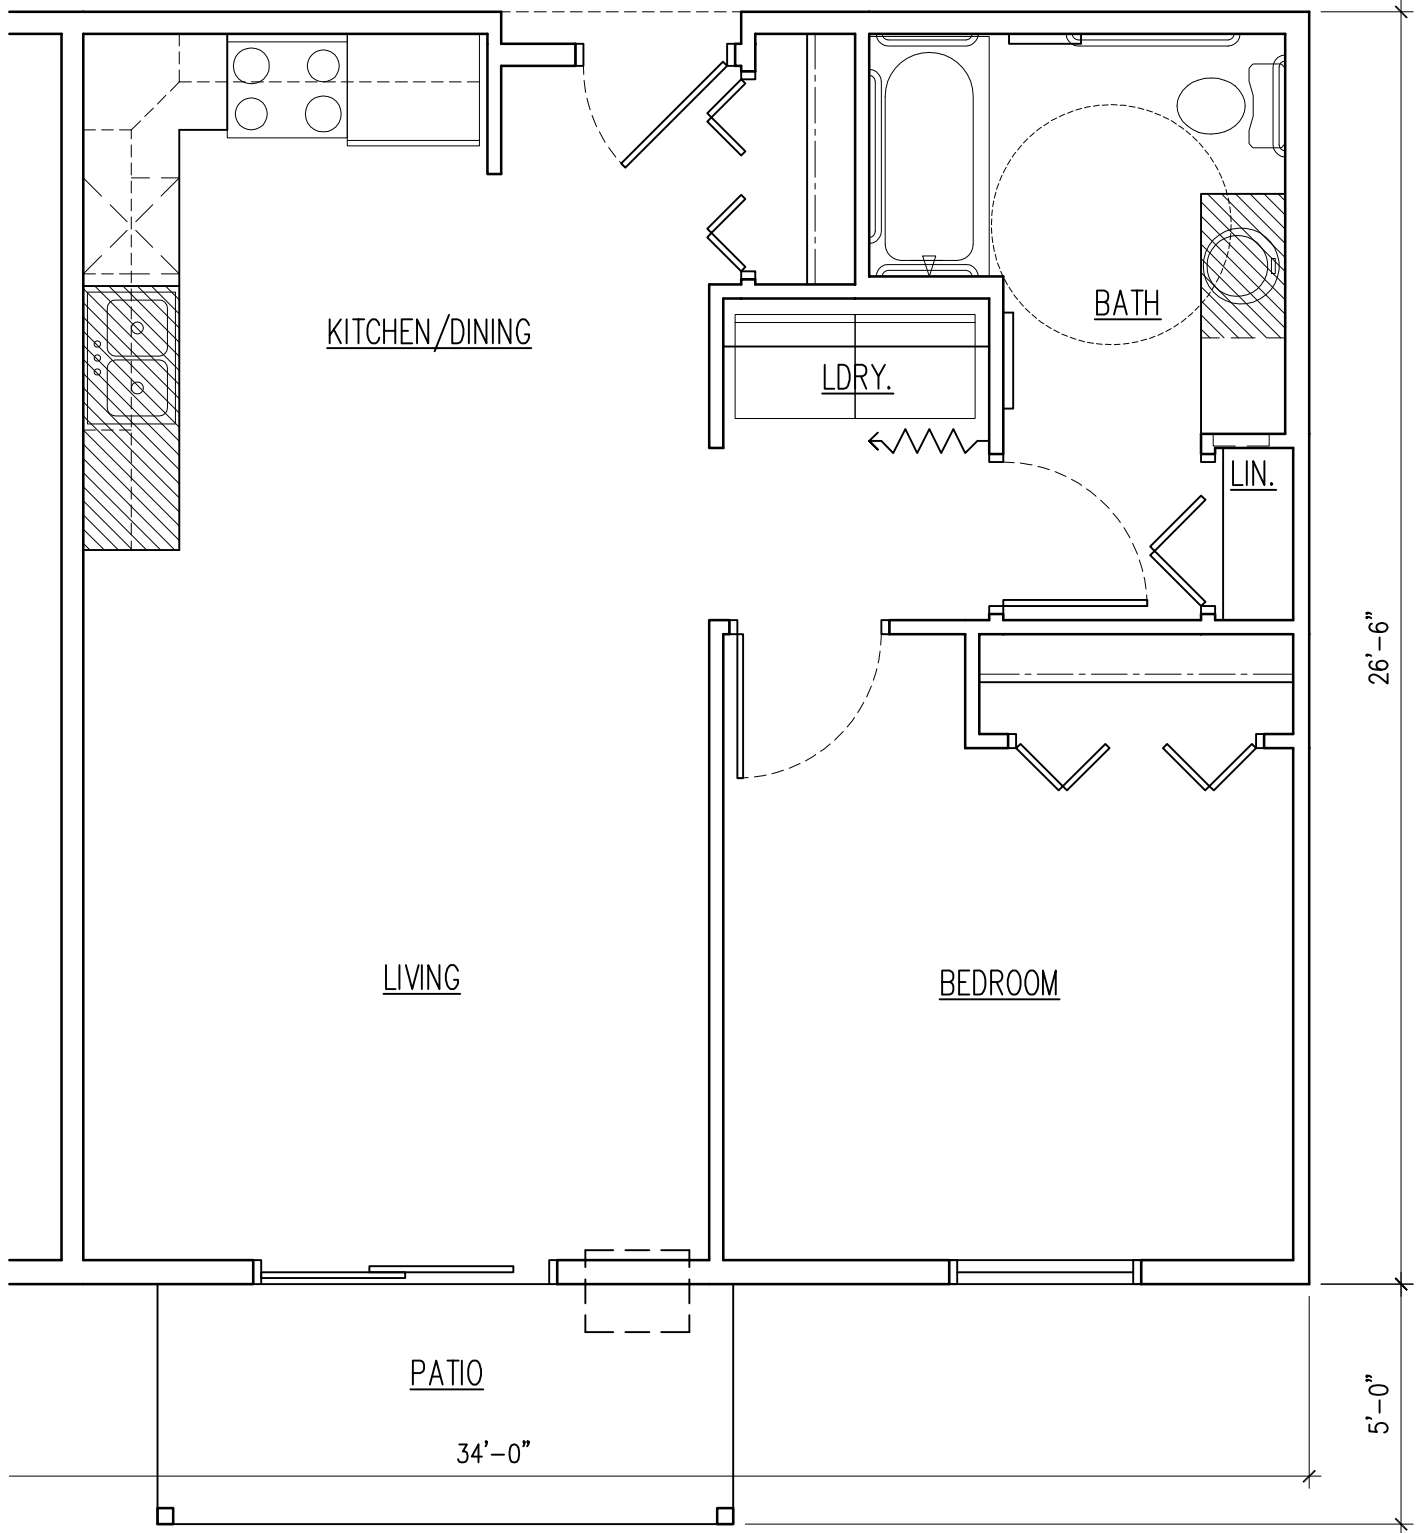 KITCHEN/DINING
BATH
LDRY.
LIN.
26'-6"
LIVING
BEDROOM
PATIO
5'-0"
34'-0"